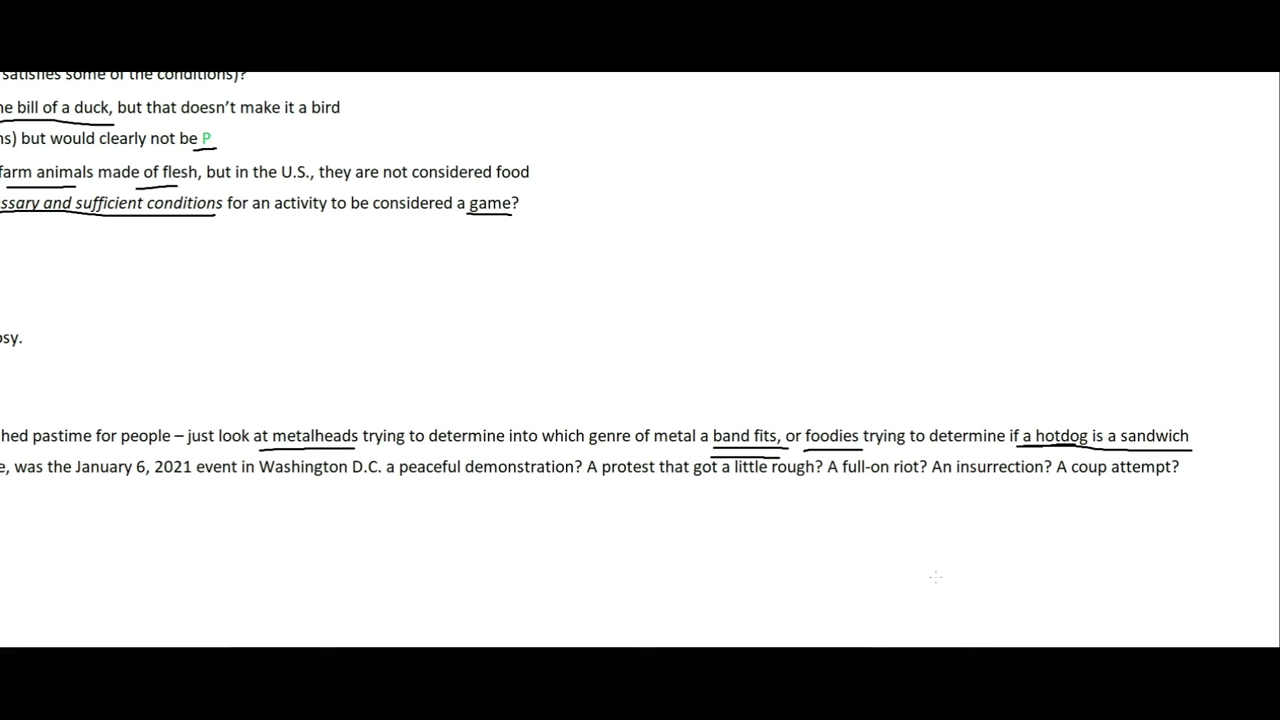 satisfies some of the conditions)?
he bill of a duck, but that doesn’t make it a bird
ns) but would clearly not be P
farm animals made of flesh, but in the U.S., they are not considered food
ssary and sufficient conditions for an activity to be considered a game?
osy.
hed pastime for people – just look at metalheads trying to determine into which genre of metal a band fits, or foodies trying to determine if a hotdog is a sandwich
e, was the January 6, 2021 event in Washington D.C. a peaceful demonstration? A protest that got a little rough? A full-on riot? An insurrection? A coup attempt?